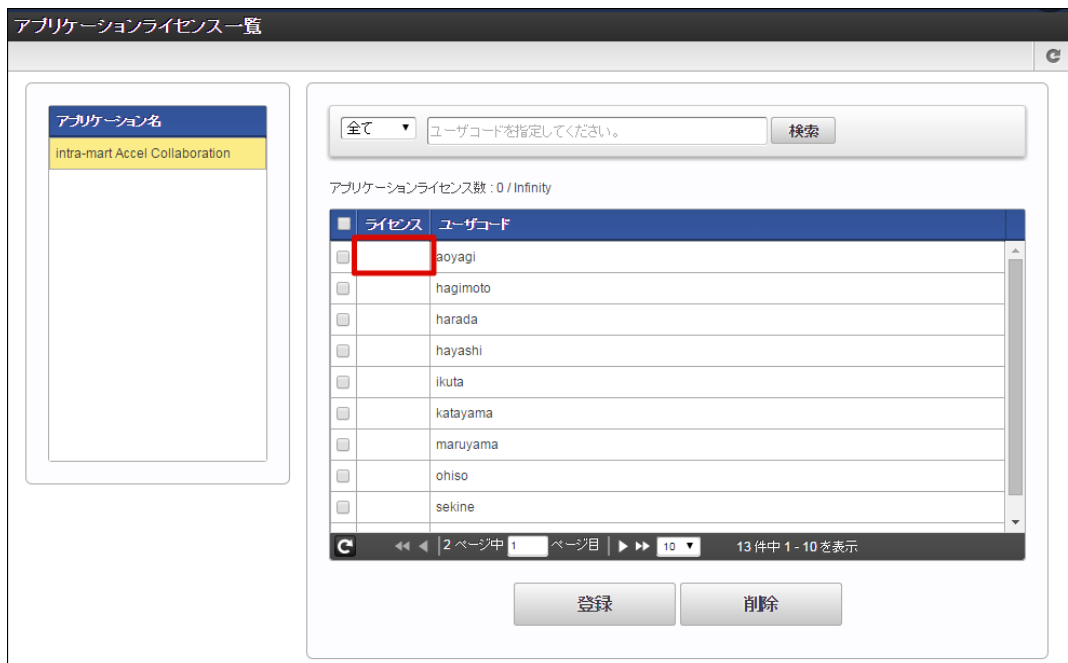 アプリケーションライセンス一覧
アプリケーション名
intra-mart Accel Collaboration
全て ユーザコードを指定してください。 検索
アプリケーションライセンス数 : 0 / Infinity
ライセンス ユーザコード
aoyagi
hagimoto
harada
hayashi
ikuta
katayama
maruyama
ohiso
sekine
2 ページ中 1 ページ目 10 13 件中 1 - 10 を表示
登録 削除